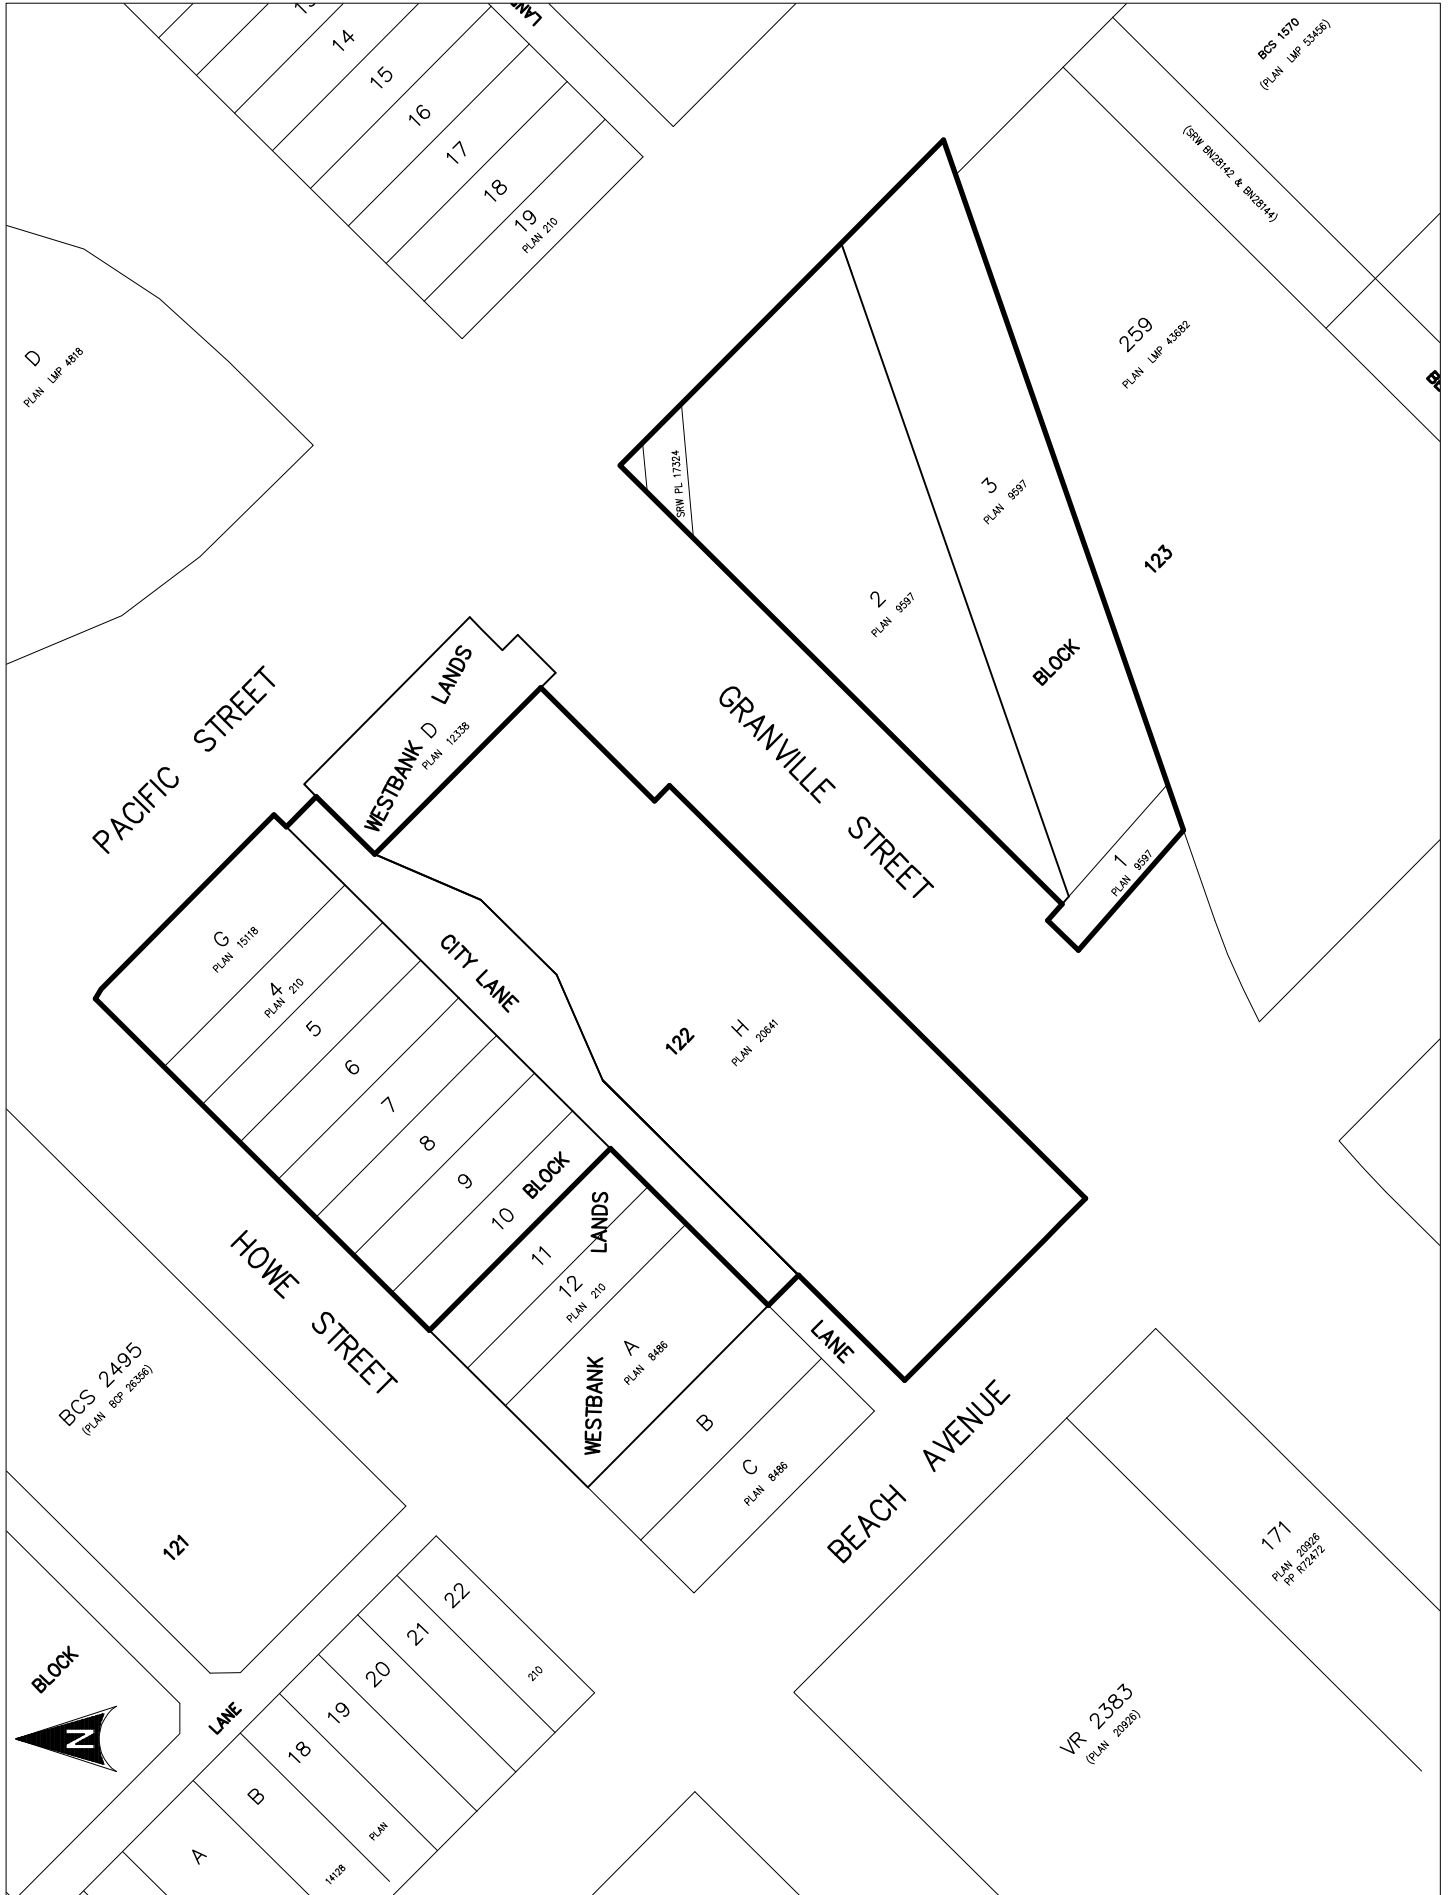 14
15
16
17
18
19
PLAN 210
LANE
BCS 1570
(PLAN LMP 53456)
(SRW BN28142 & BN28144)
D
PLAN LMP 4818
259
PLAN LMP 43682
SRW PL 17324
3
PLAN 9597
123
2
PLAN 9597
BLOCK
1
PLAN 9597
PACIFIC STREET
GRANVILLE STREET
WESTBANK LANDS
D
PLAN 12338
G
PLAN 15118
4
PLAN 210
5
6
7
8
9
10
BLOCK
CITY LANE
122
H
PLAN 20641
11
12
PLAN 210
WESTBANK LANDS
A
PLAN 8486
B
C
PLAN 8486
LANE
HOWE STREET
BEACH AVENUE
BCS 2495
(PLAN BCP 26356)
121
BLOCK
N
LANE
22
21
20
19
18
B
A
210
PLAN
14128
171
PLAN 20926
PP R72472
VR 2383
(PLAN 20926)